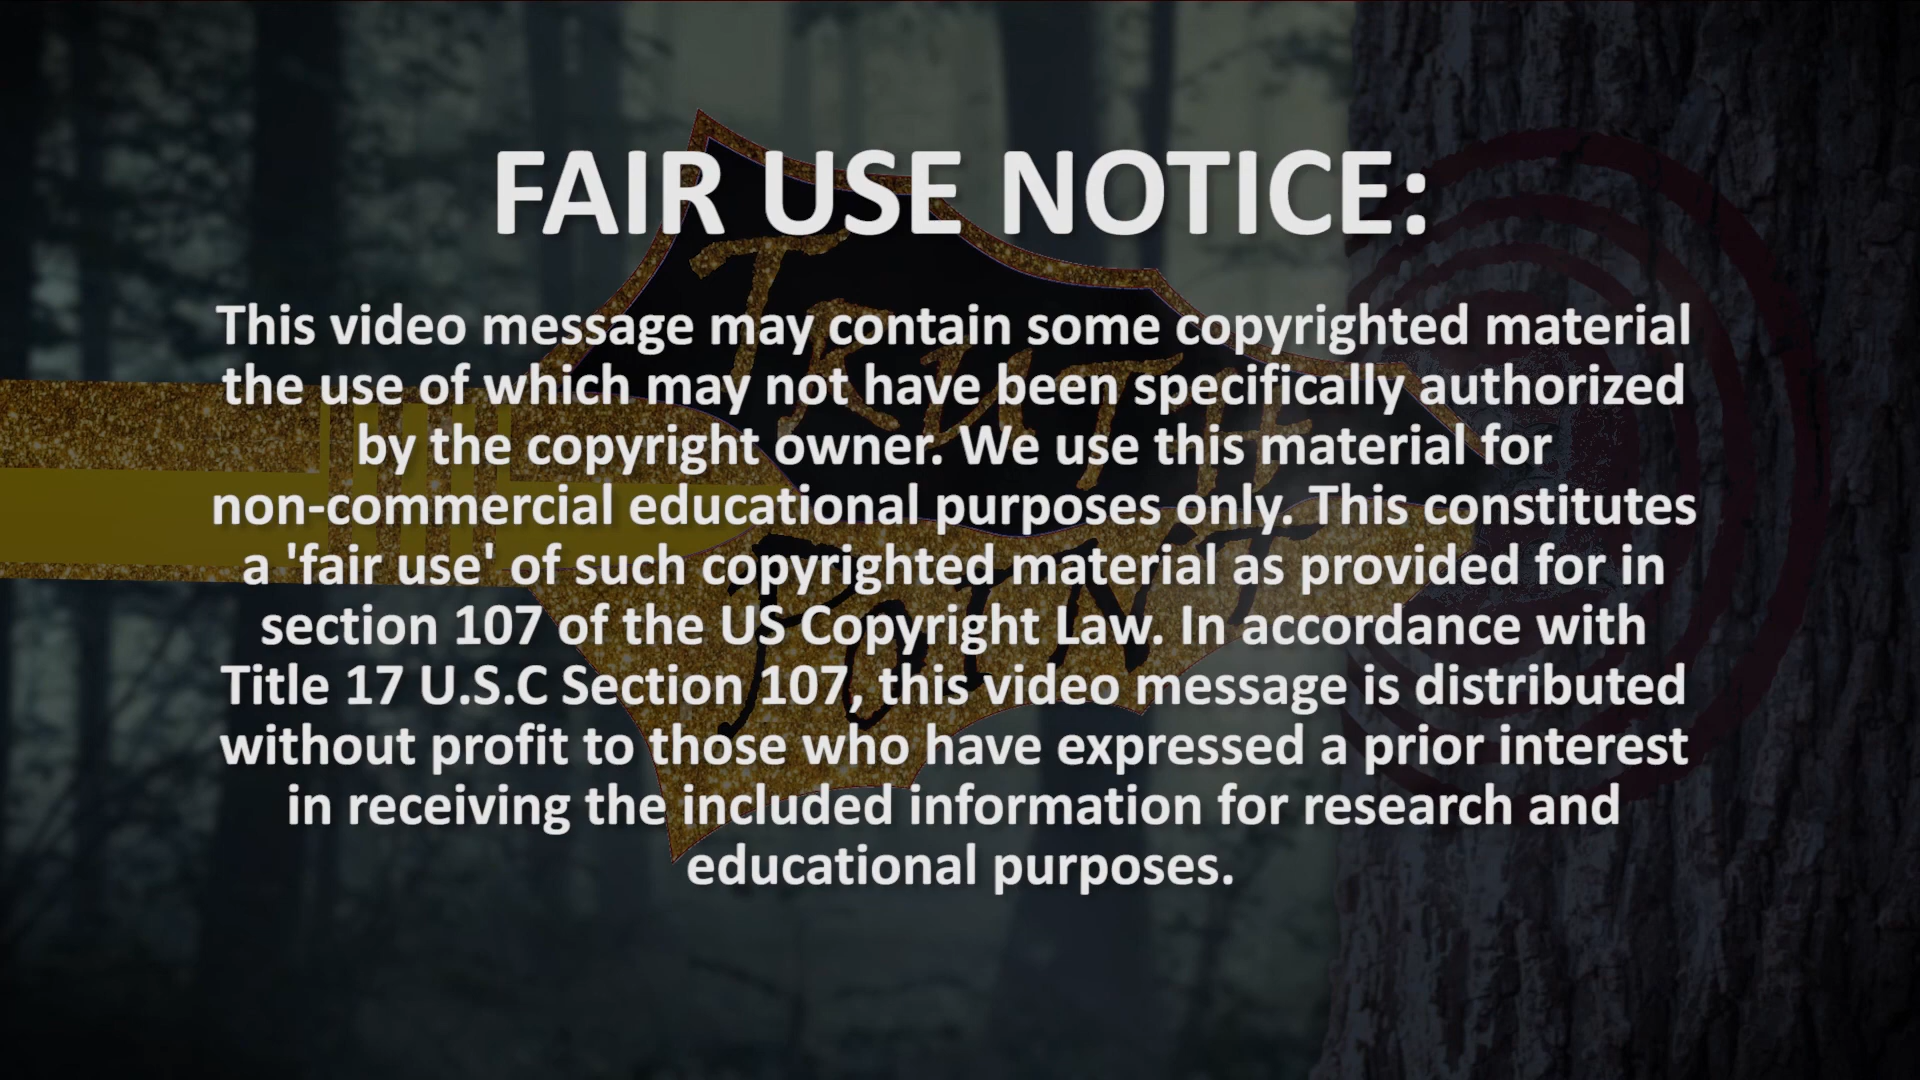 FAIR USE NOTICE:
This video message may contain some copyrighted material
the use of which may not have been specifically authorized
by the copyright owner. We use this material for
non-commercial educational purposes only. This constitutes
a 'fair use' of such copyrighted material as provided for in
section 107 of the US Copyright Law. In accordance with
Title 17 U.S.C Section 107, this video message is distributed
without profit to those who have expressed a prior interest
in receiving the included information for research and
educational purposes.
TRUTH
POINT